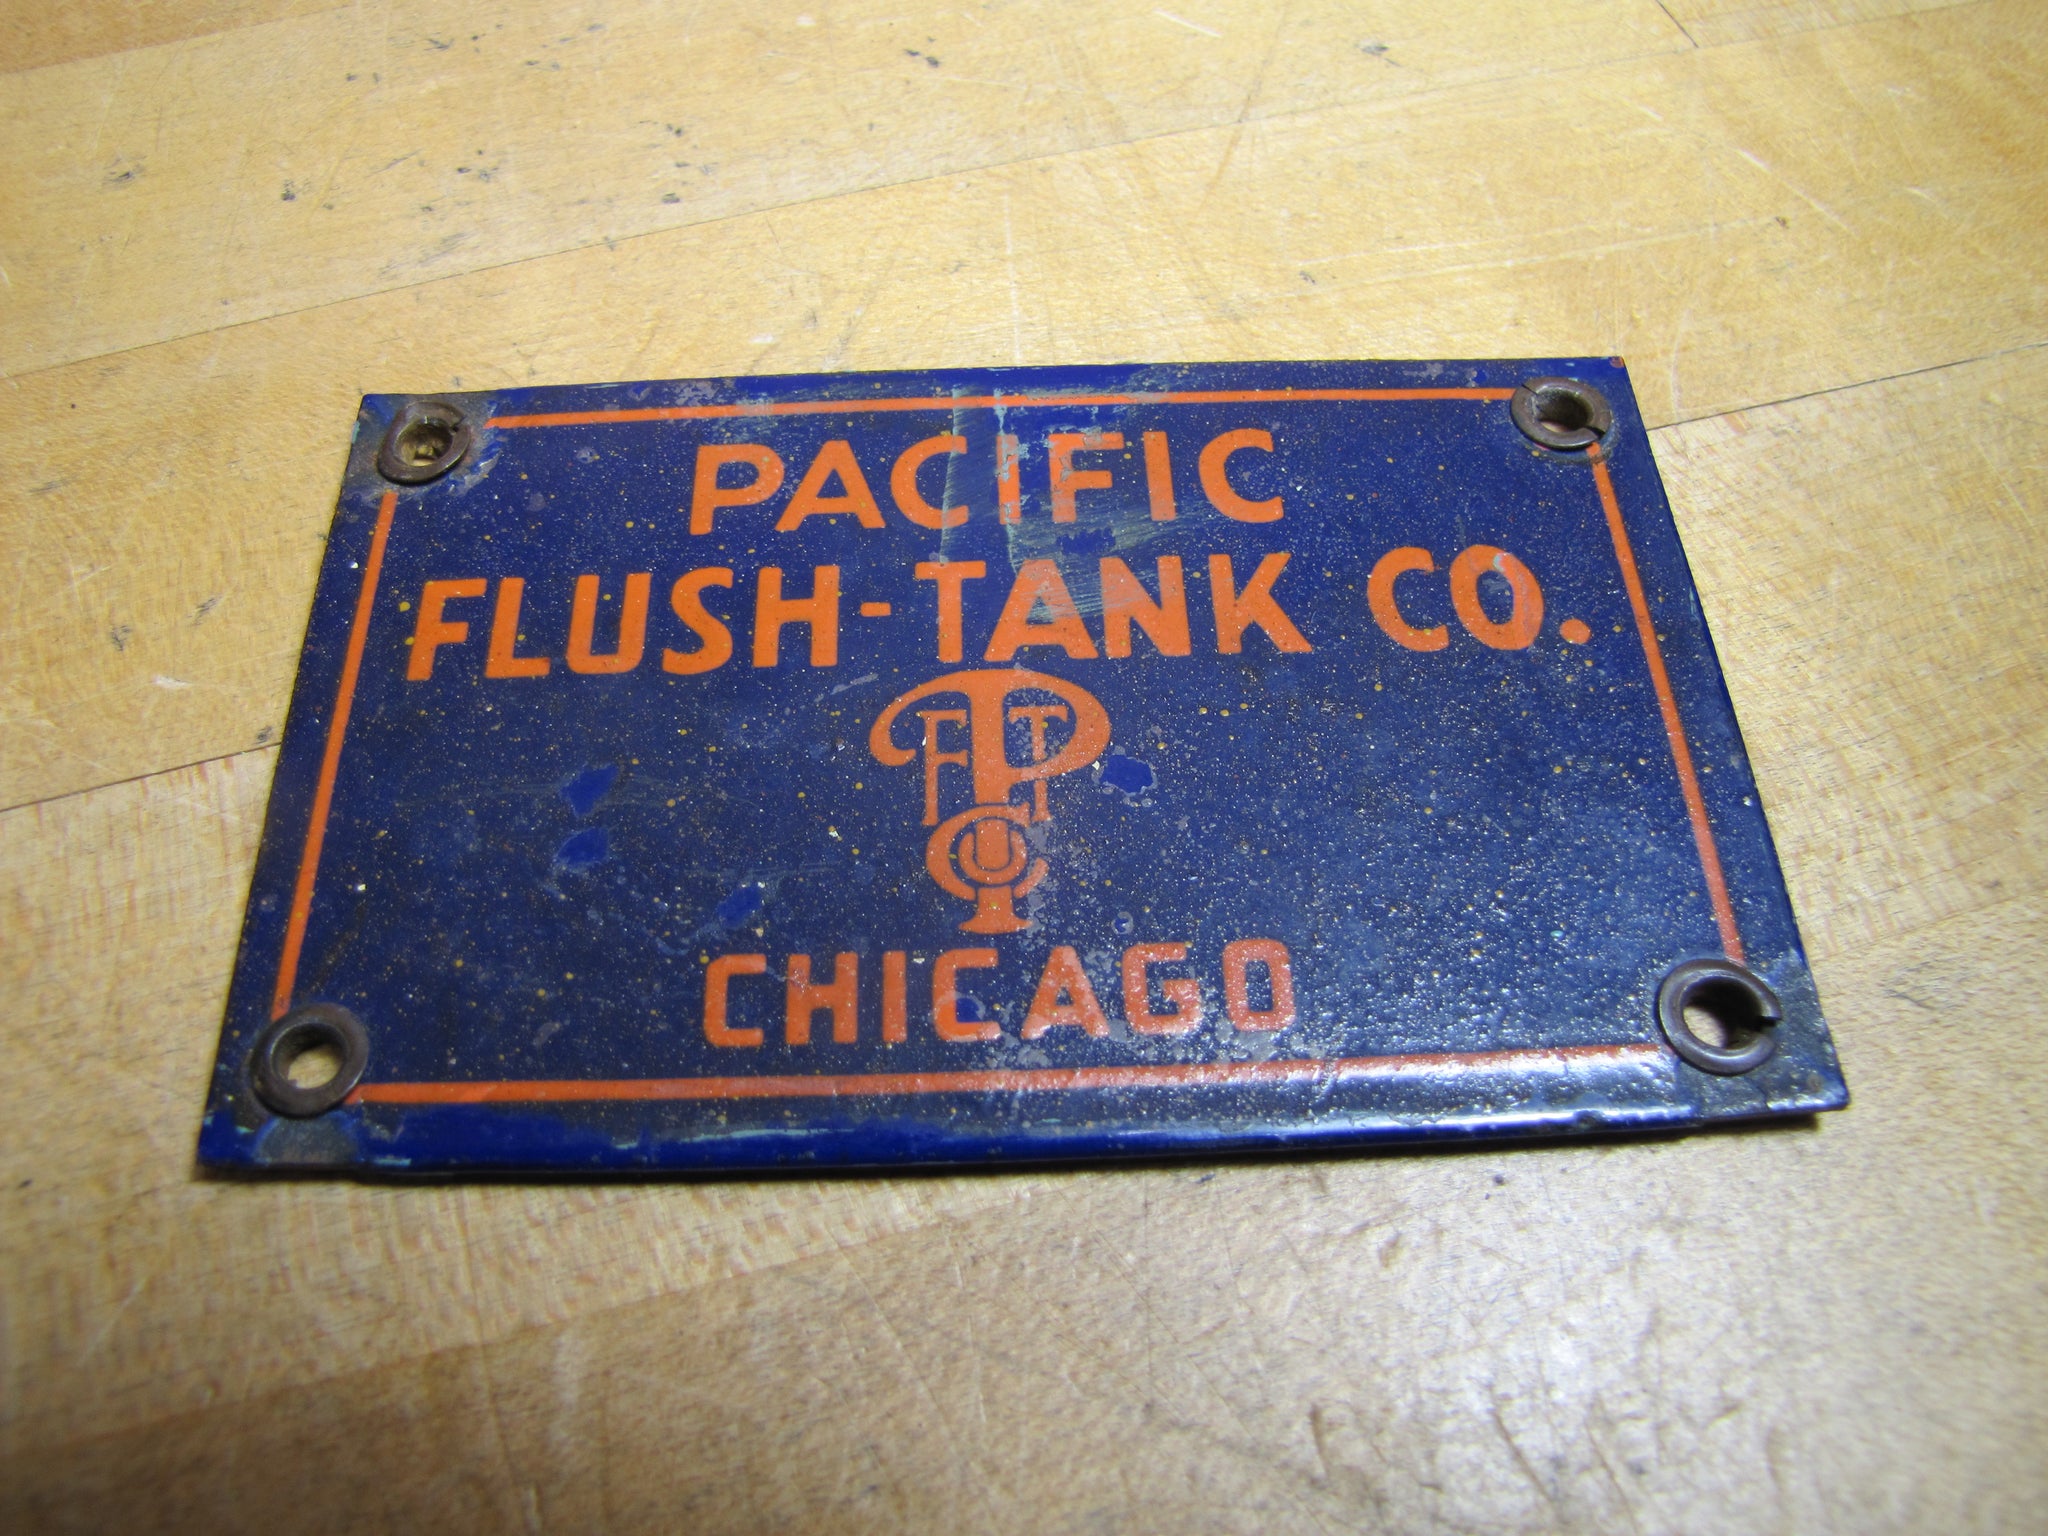 PACIFIC
FLUSH-TANK CO.
PFTCO
CHICAGO